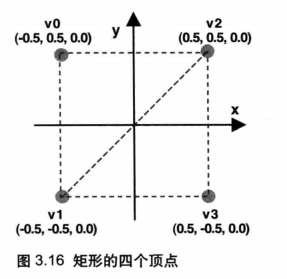 v0
(-0.5, 0.5, 0.0)
y
v2
(0.5, 0.5, 0.0)
x
v1
(-0.5, -0.5, 0.0)
v3
(0.5, -0.5, 0.0)
图 3.16 矩形的四个顶点